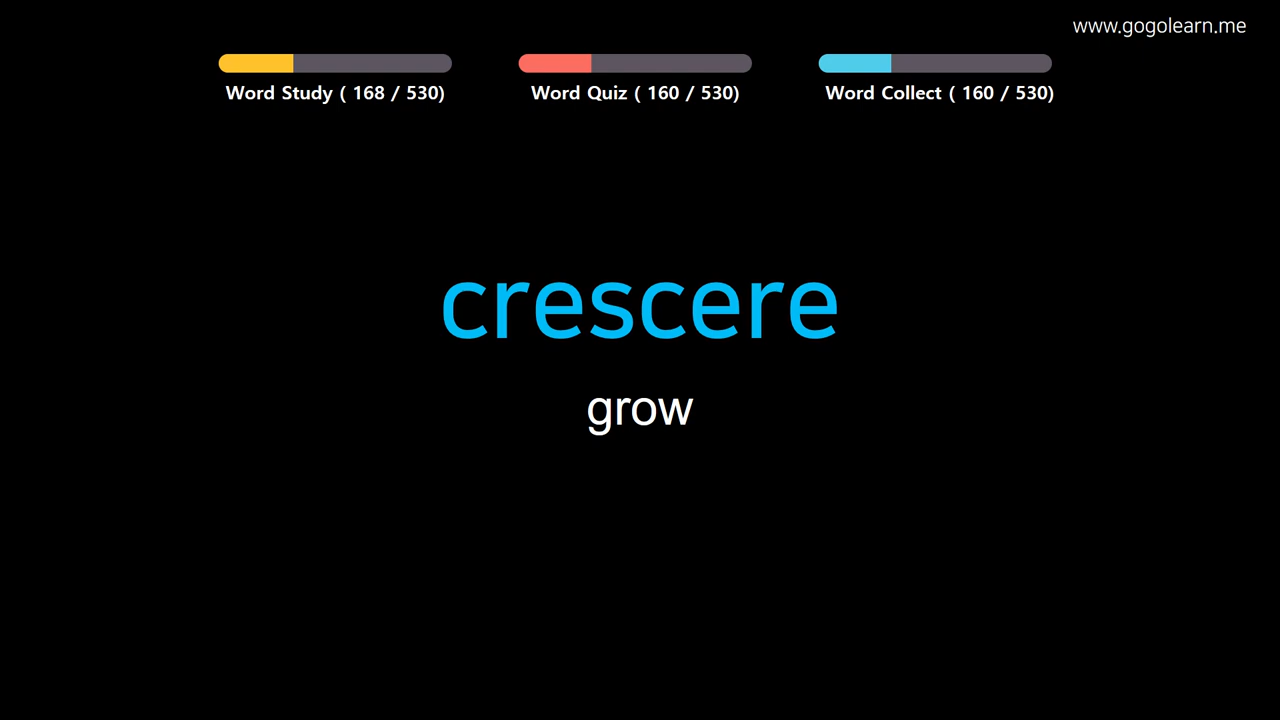 www.gogolearn.me
Word Study ( 168 / 530)
Word Quiz ( 160 / 530)
Word Collect ( 160 / 530)
crescere
grow